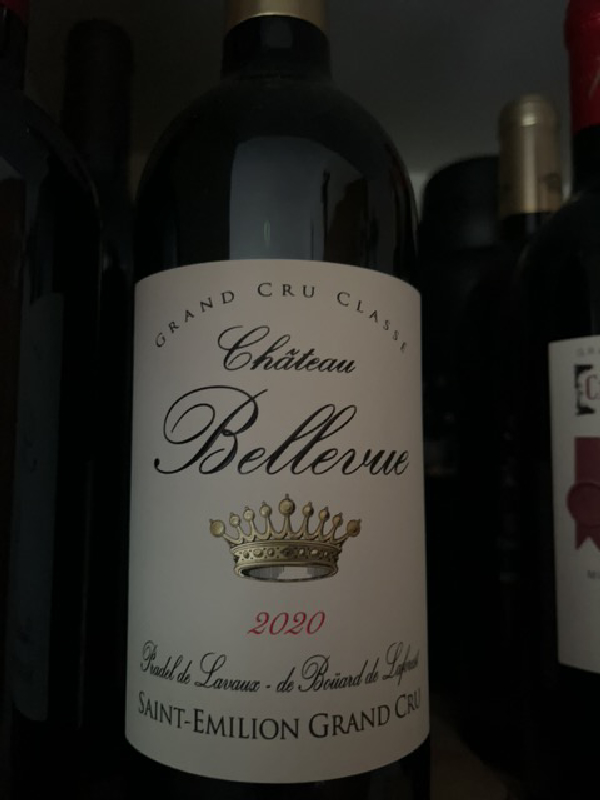 GRAND CRU CLASSE
Château
Bellevue
2020
Pradel de Lavaux - de Boüard de Laforest
SAINT-EMILION GRAND CRU